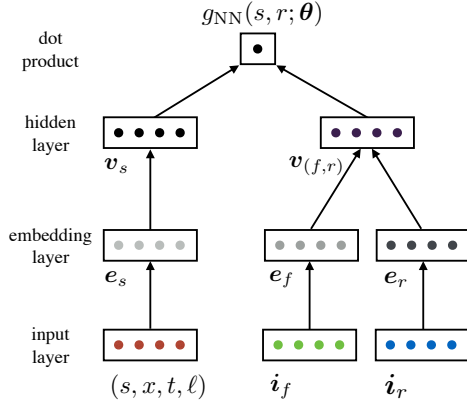 g_NN(s, r; θ)
dot
product
hidden
layer
v_s
v_(f,r)
embedding
layer
e_s
e_f
e_r
input
layer
(s, x, t, ℓ)
i_f
i_r